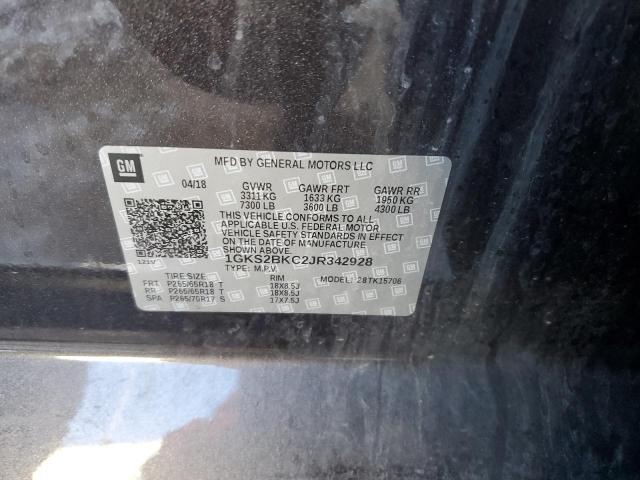 GM
MFD BY GENERAL MOTORS LLC
04/18 GVWR GAWR FRT GAWR RR
3311 KG 1633 KG 1950 KG
7300 LB 3600 LB 4300 LB
THIS VEHICLE CONFORMS TO ALL
APPLICABLE U.S. FEDERAL MOTOR
VEHICLE SAFETY STANDARDS IN EFFECT
ON THE DATE OF MANUFACTURE
SHOWN ABOVE.
1GKS2BKC2JR342928
TYPE: M.P.V. MODEL: 28TK15706
TIRE SIZE RIM
FRT P265/65R18 T 18X8.5J
RR P265/65R18 T 18X8.5J
SPA P265/70R17 S 17X7.5J